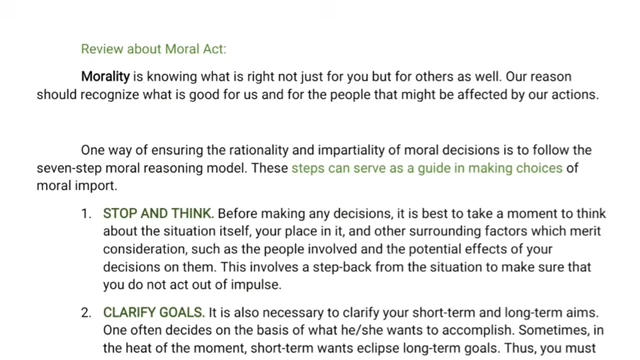 Review about Moral Act:
Morality is knowing what is right not just for you but for others as well. Our reason
should recognize what is good for us and for the people that might be affected by our actions.
One way of ensuring the rationality and impartiality of moral decisions is to follow the
seven-step moral reasoning model. These steps can serve as a guide in making choices of
moral import.
1. STOP AND THINK. Before making any decisions, it is best to take a moment to think
about the situation itself, your place in it, and other surrounding factors which merit
consideration, such as the people involved and the potential effects of your
decisions on them. This involves a step-back from the situation to make sure that
you do not act out of impulse.
2. CLARIFY GOALS. It is also necessary to clarify your short-term and long-term aims.
One often decides on the basis of what he/she wants to accomplish. Sometimes, in
the heat of the moment, short-term wants eclipse long-term goals. Thus, you must